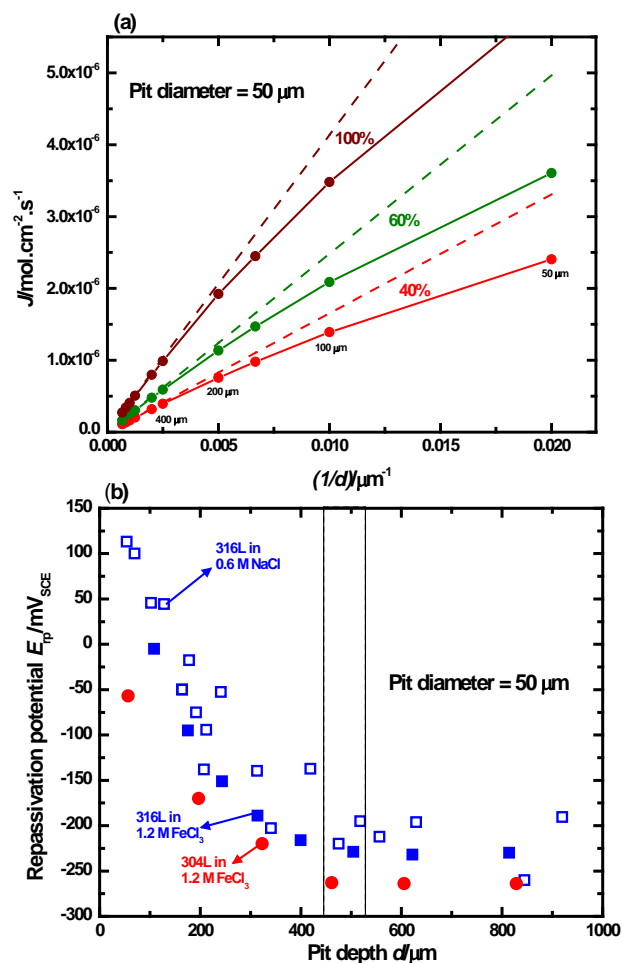 (a)
5.0x10⁻⁶
4.0x10⁻⁶
3.0x10⁻⁶
2.0x10⁻⁶
1.0x10⁻⁶
0.0
J/mol.cm⁻².s⁻¹
Pit diameter = 50 μm
100%
60%
40%
50 μm
100 μm
200 μm
400 μm
0.000 0.005 0.010 0.015 0.020
(1/d)/μm⁻¹
(b)
150
100
50
0
-50
-100
-150
-200
-250
-300
Repassivation potential E_rp/mV_SCE
316L in
0.6 M NaCl
Pit diameter = 50 μm
316L in
1.2 M FeCl₃
304L in
1.2 M FeCl₃
0 200 400 600 800 1000
Pit depth d/μm